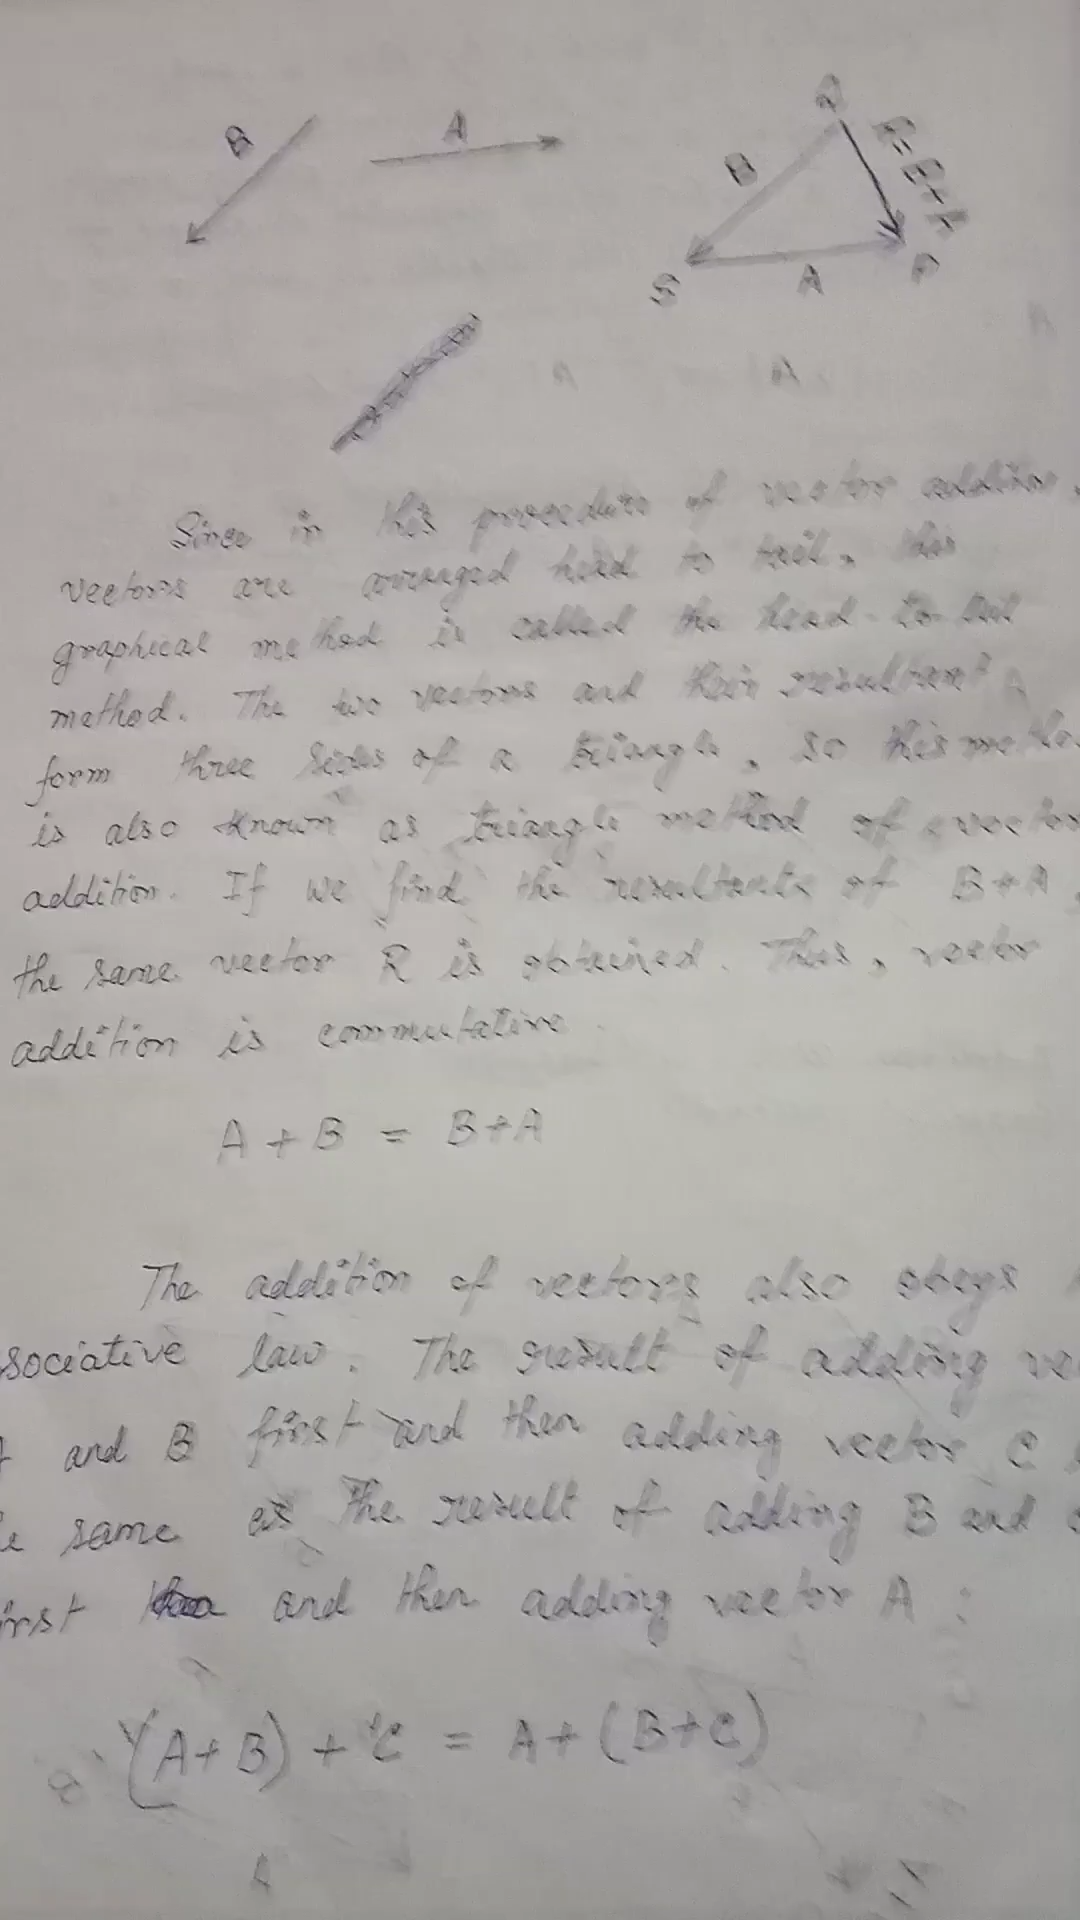 B
A
Q
B
R=B+A
S
A
P
A
A
A
Since in this procedure of vector addition,
vectors are arranged head to tail, this
graphical method is called the head-to-tail
method. The two vectors and their resultant
form three sides of a triangle, so this metho
is also known as triangle method of vector
addition. If we find the resultant of B+A,
the same vector R is obtained. Thus, vector
addition is commutative.
A + B = B+A
The addition of vectors also obeys
sociative law. The result of adding ve
and B first and then adding vector C
same as the result of adding B and
irst and then adding vector A :
(A+B) + C = A+(B+C)
A